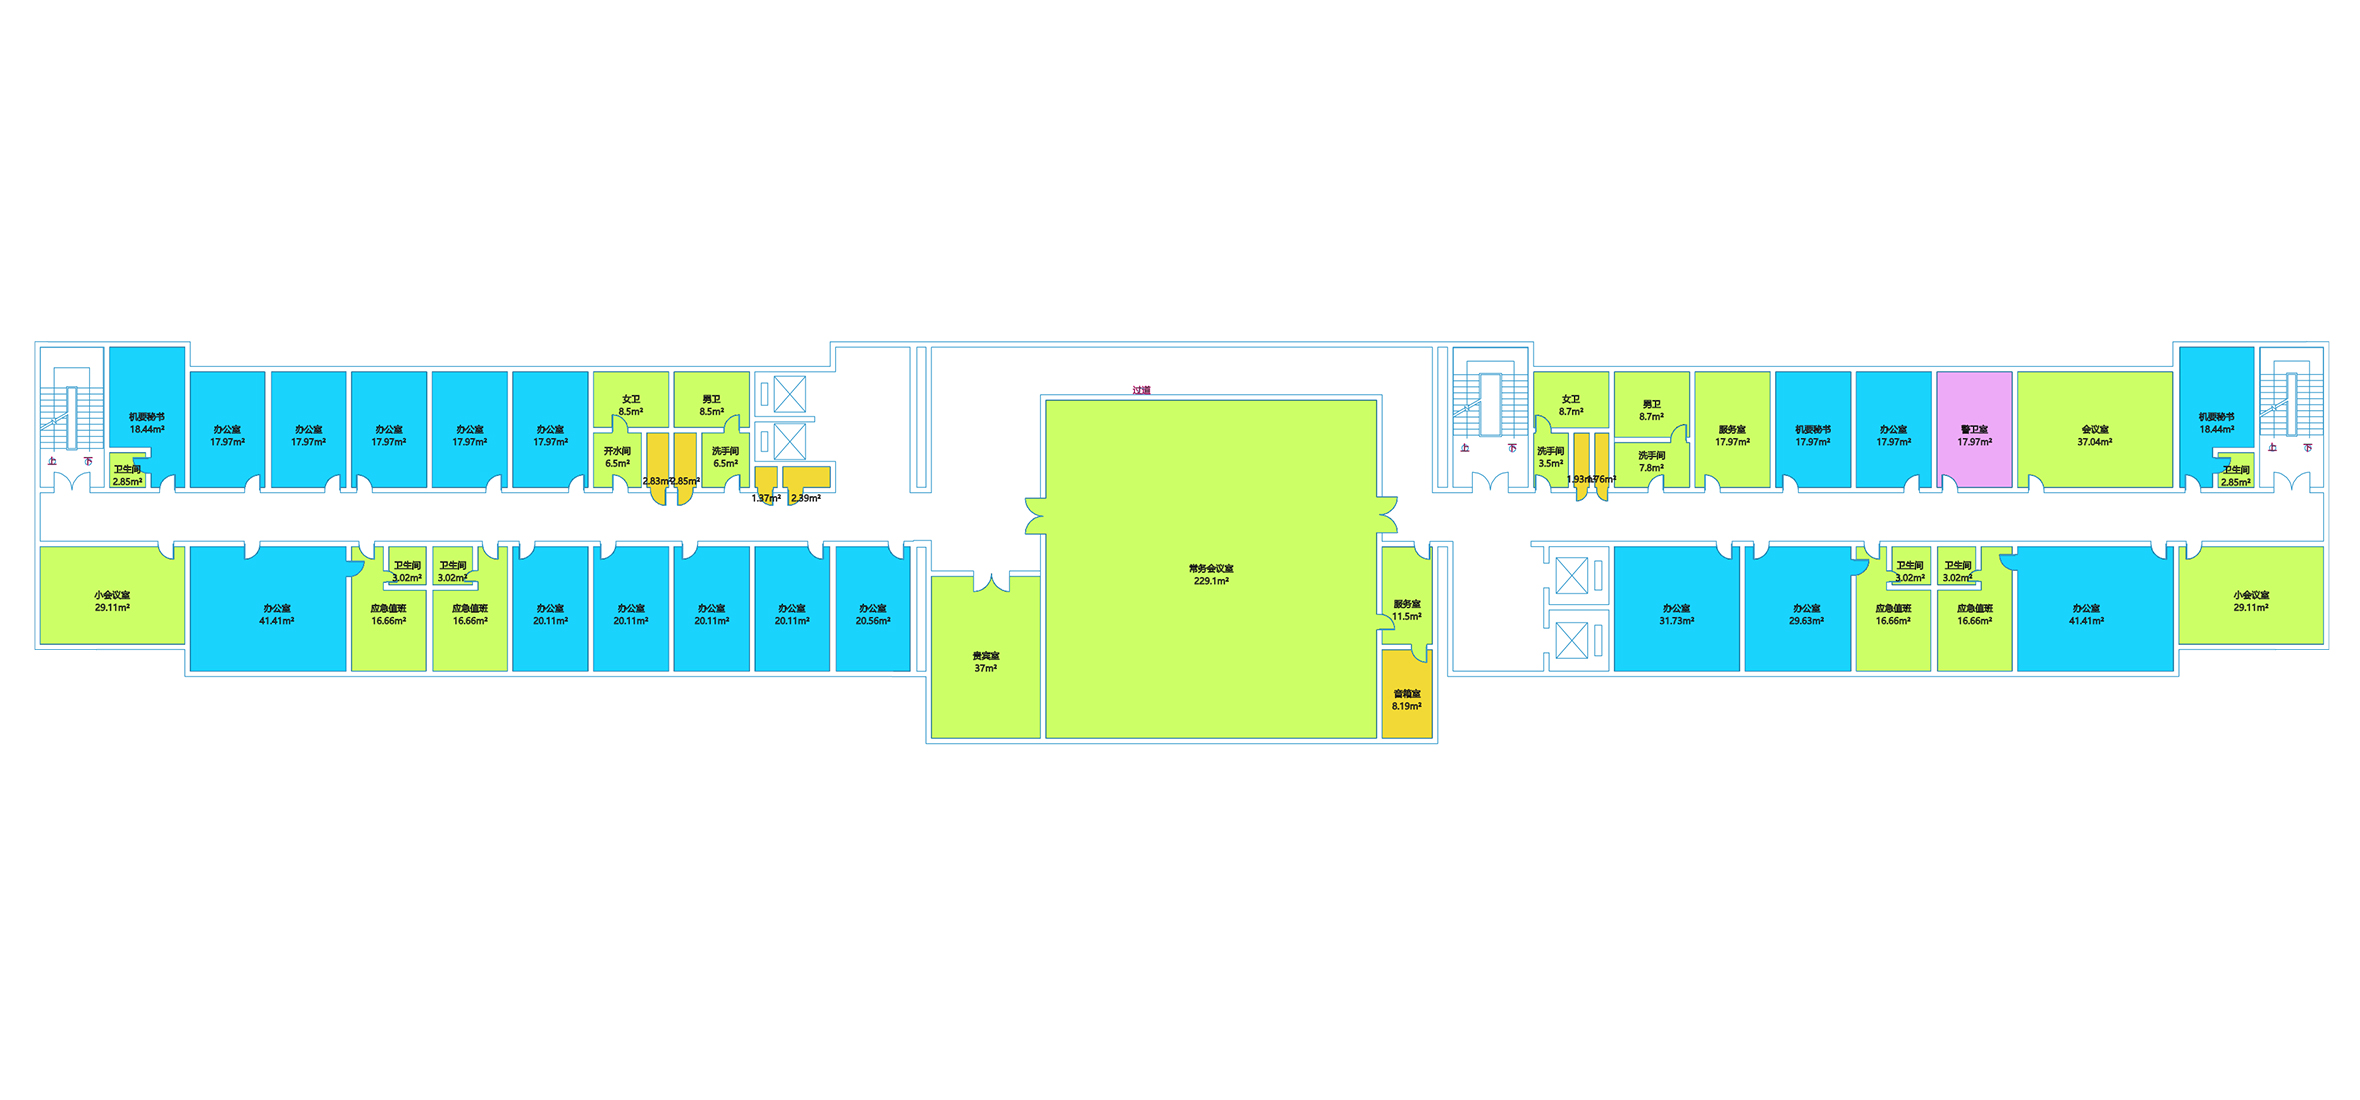 过道
女卫
8.5m²
男卫
8.5m²
女卫
8.7m²
男卫
8.7m²
机要秘书
18.44m²
办公室
17.97m²
办公室
17.97m²
办公室
17.97m²
办公室
17.97m²
办公室
17.97m²
服务室
17.97m²
机要秘书
17.97m²
办公室
17.97m²
警卫室
17.97m²
会议室
37.04m²
机要秘书
18.44m²
上
下
卫生间
2.85m²
开水间
6.5m²
2.83m²
2.85m²
洗手间
6.5m²
1.37m²
2.39m²
上
下
洗手间
3.5m²
1.93m²
1.76m²
洗手间
7.8m²
卫生间
2.85m²
上
下
小会议室
29.11m²
办公室
41.41m²
卫生间
3.02m²
卫生间
3.02m²
应急值班
16.66m²
应急值班
16.66m²
办公室
20.11m²
办公室
20.11m²
办公室
20.11m²
办公室
20.11m²
办公室
20.56m²
贵宾室
37m²
常务会议室
229.1m²
服务室
11.5m²
音箱室
8.19m²
办公室
31.73m²
办公室
29.63m²
卫生间
3.02m²
卫生间
3.02m²
应急值班
16.66m²
应急值班
16.66m²
办公室
41.41m²
小会议室
29.11m²